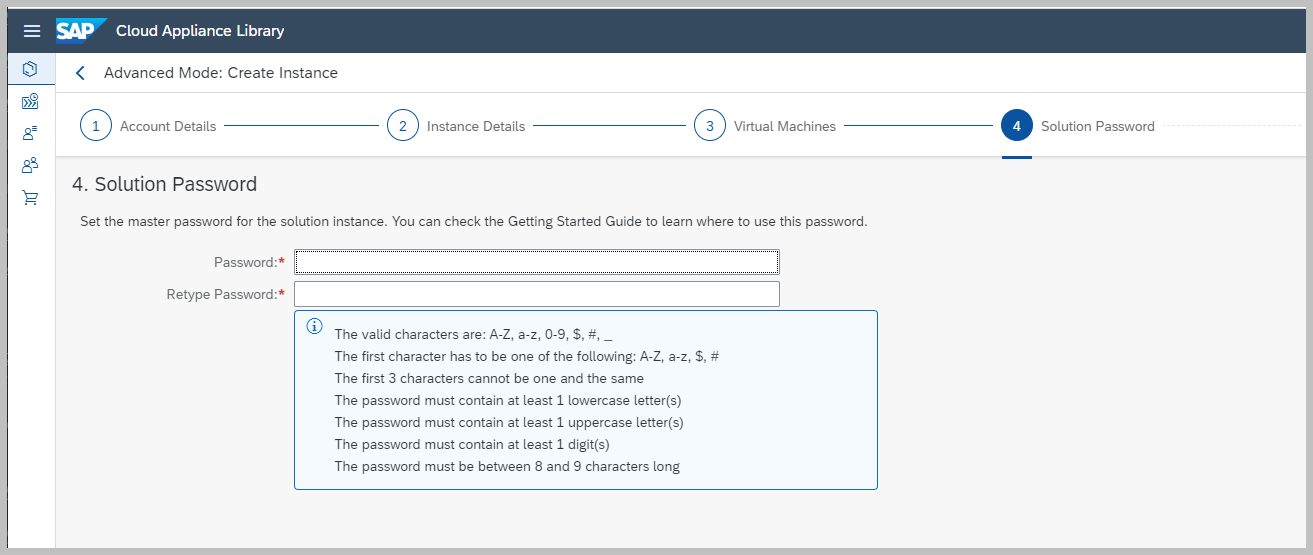 SAP Cloud Appliance Library
Advanced Mode: Create Instance
1 Account Details 2 Instance Details 3 Virtual Machines 4 Solution Password
4. Solution Password
Set the master password for the solution instance. You can check the Getting Started Guide to learn where to use this password.
Password:*
Retype Password:*
The valid characters are: A-Z, a-z, 0-9, $, #, _
The first character has to be one of the following: A-Z, a-z, $, #
The first 3 characters cannot be one and the same
The password must contain at least 1 lowercase letter(s)
The password must contain at least 1 uppercase letter(s)
The password must contain at least 1 digit(s)
The password must be between 8 and 9 characters long